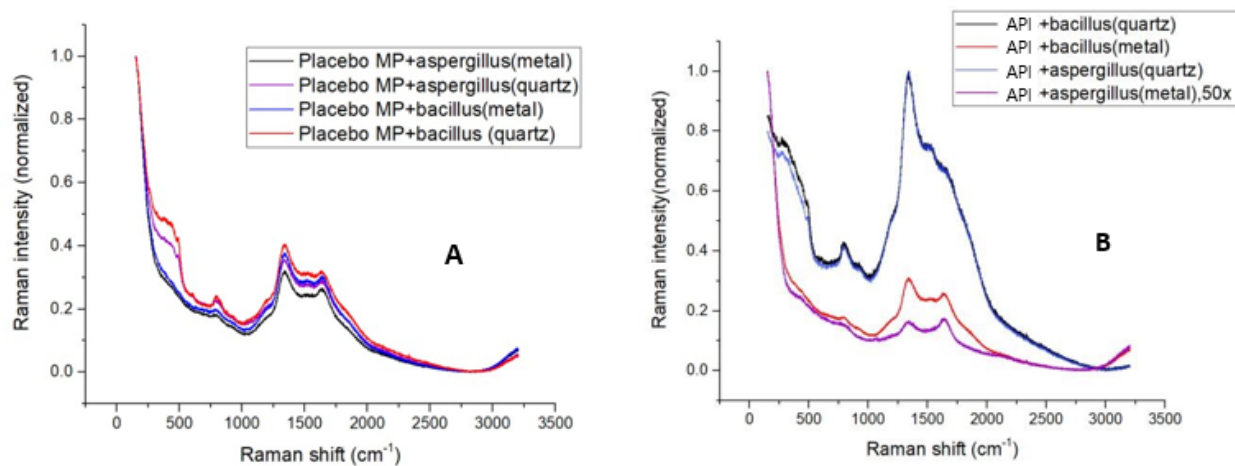 Placebo MP+aspergillus(metal)
Placebo MP+aspergillus(quartz)
Placebo MP+bacillus(metal)
Placebo MP+bacillus (quartz)
A
Raman intensity (normalized)
1.0
0.8
0.6
0.4
0.2
0.0
0
500
1000
1500
2000
2500
3000
3500
Raman shift (cm⁻¹)
API +bacillus(quartz)
API +bacillus(metal)
API +aspergillus(quartz)
API +aspergillus(metal),50x
B
Raman intensity(normalized)
1.0
0.8
0.6
0.4
0.2
0.0
0
500
1000
1500
2000
2500
3000
3500
Raman shift (cm⁻¹)